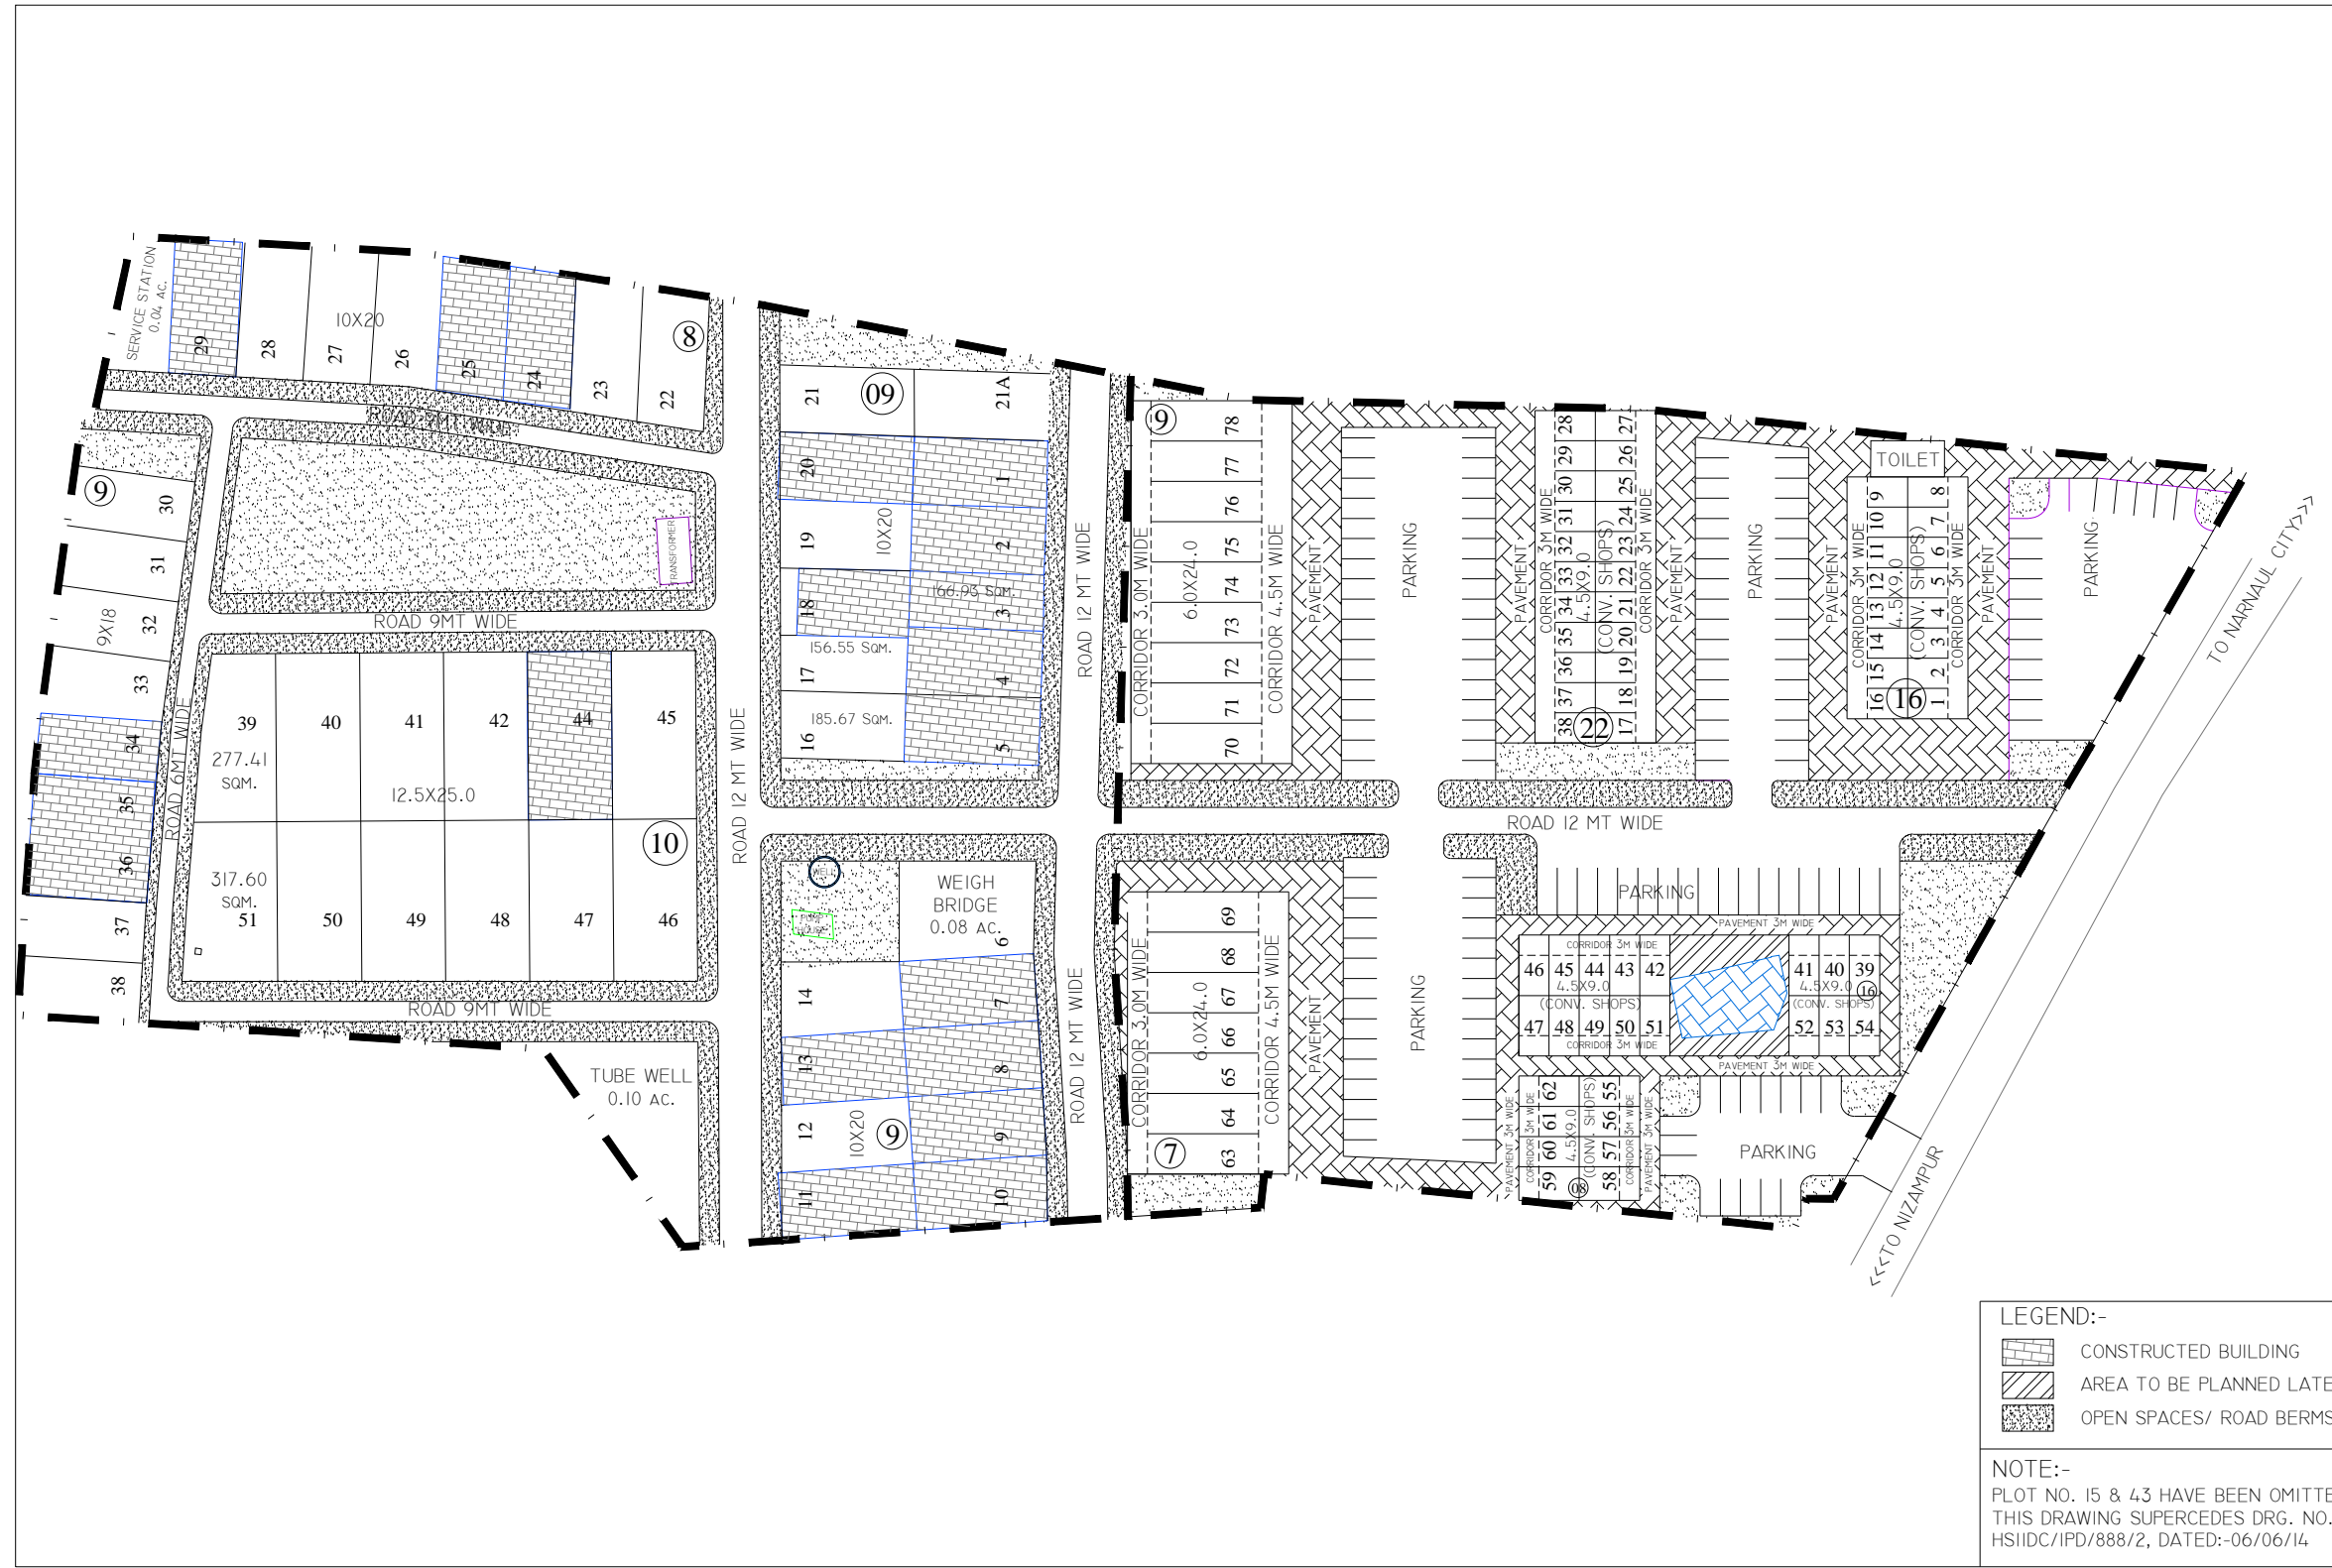 SERVICE STATION
0.04 AC.
29
28
27
10X20
26
25
24
23
22
8
ROAD 9MT WIDE
9
30
31
32
9X18
33
34
35
36
37
38
ROAD 6MT WIDE
TRANSFORMER
ROAD 9MT WIDE
39
40
41
42
44
45
277.41
SQM.
12.5X25.0
10
317.60
SQM.
51
50
49
48
47
46
ROAD 9MT WIDE
TUBE WELL
0.10 AC.
ROAD 12 MT WIDE
21
09
21A
20
1
19
10X20
2
18
166.93 SQM.
3
156.55 SQM.
17
4
185.67 SQM.
16
5
ROAD 12 MT WIDE
WELL
PUMP
HOUSE
WEIGH
BRIDGE
0.08 AC.
6
14
7
13
8
12
10X20
9
9
11
10
ROAD 12 MT WIDE
9
78
77
76
75
74
73
72
71
70
CORRIDOR 3.0M WIDE
6.0X24.0
CORRIDOR 4.5M WIDE
PAVEMENT
PARKING
PAVEMENT
CORRIDOR 3M WIDE
28
29
30
31
32
33
34
35
36
37
38
4.5X9.0
(CONV. SHOPS)
27
26
25
24
23
22
21
20
19
18
17
22
CORRIDOR 3M WIDE
PARKING
TOILET
PAVEMENT
CORRIDOR 3M WIDE
9
10
11
12
13
14
15
16
4.5X9.0
(CONV. SHOPS)
8
7
6
5
4
3
2
1
16
CORRIDOR 3M WIDE
PAVEMENT
PARKING
TO NARNAUL CITY>>>
ROAD 12 MT WIDE
69
68
67
66
65
64
63
CORRIDOR 3.0M WIDE
6.0X24.0
CORRIDOR 4.5M WIDE
7
PAVEMENT
PARKING
PARKING
PAVEMENT 3M WIDE
CORRIDOR 3M WIDE
46 45 44 43 42
4.5X9.0
(CONV. SHOPS)
47 48 49 50 51
CORRIDOR 3M WIDE
41 40 39
4.5X9.0
16
(CONV. SHOPS)
52 53 54
PAVEMENT 3M WIDE
PAVEMENT 3M WIDE
CORRIDOR 3M WIDE
62
61
60
59
4.5X9.0
(CONV. SHOPS)
55
56
57
58
08
CORRIDOR 3M WIDE
PAVEMENT 3M WIDE
PARKING
<<<TO NIZAMPUR
LEGEND:-
CONSTRUCTED BUILDING
AREA TO BE PLANNED LATE
OPEN SPACES/ ROAD BERMS
NOTE:-
PLOT NO. 15 & 43 HAVE BEEN OMITTE
THIS DRAWING SUPERCEDES DRG. NO.
HSIIDC/IPD/888/2, DATED:-06/06/14